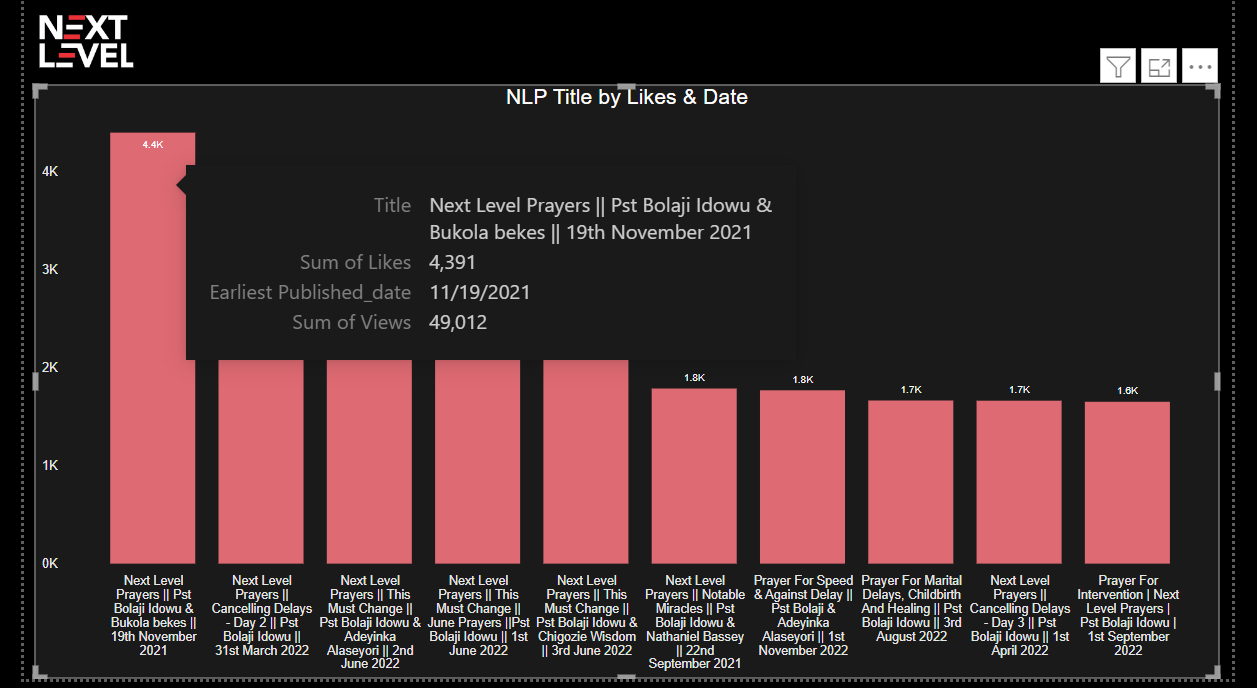 NEXT
LEVEL
NLP Title by Likes & Date
4.4K
4K
3K
2K
1K
0K
Title Next Level Prayers || Pst Bolaji Idowu &
Bukola bekes || 19th November 2021
Sum of Likes 4,391
Earliest Published_date 11/19/2021
Sum of Views 49,012
1.8K
1.8K
1.7K
1.7K
1.6K
Next Level
Prayers || Pst
Bolaji Idowu &
Bukola bekes ||
19th November
2021
Next Level
Prayers ||
Cancelling Delays
- Day 2 || Pst
Bolaji Idowu ||
31st March 2022
Next Level
Prayers || This
Must Change ||
Pst Bolaji Idowu &
Adeyinka
Alaseyori || 2nd
June 2022
Next Level
Prayers || This
Must Change ||
June Prayers ||Pst
Bolaji Idowu || 1st
June 2022
Next Level
Prayers || This
Must Change ||
Pst Bolaji Idowu &
Chigozie Wisdom
|| 3rd June 2022
Next Level
Prayers || Notable
Miracles || Pst
Bolaji Idowu &
Nathaniel Bassey
|| 22nd
September 2021
Prayer For Speed
& Against Delay ||
Pst Bolaji &
Adeyinka
Alaseyori || 1st
November 2022
Prayer For Marital
Delays, Childbirth
And Healing || Pst
Bolaji Idowu || 3rd
August 2022
Next Level
Prayers ||
Cancelling Delays
- Day 3 || Pst
Bolaji Idowu || 1st
April 2022
Prayer For
Intervention | Next
Level Prayers |
Pst Bolaji Idowu |
1st September
2022